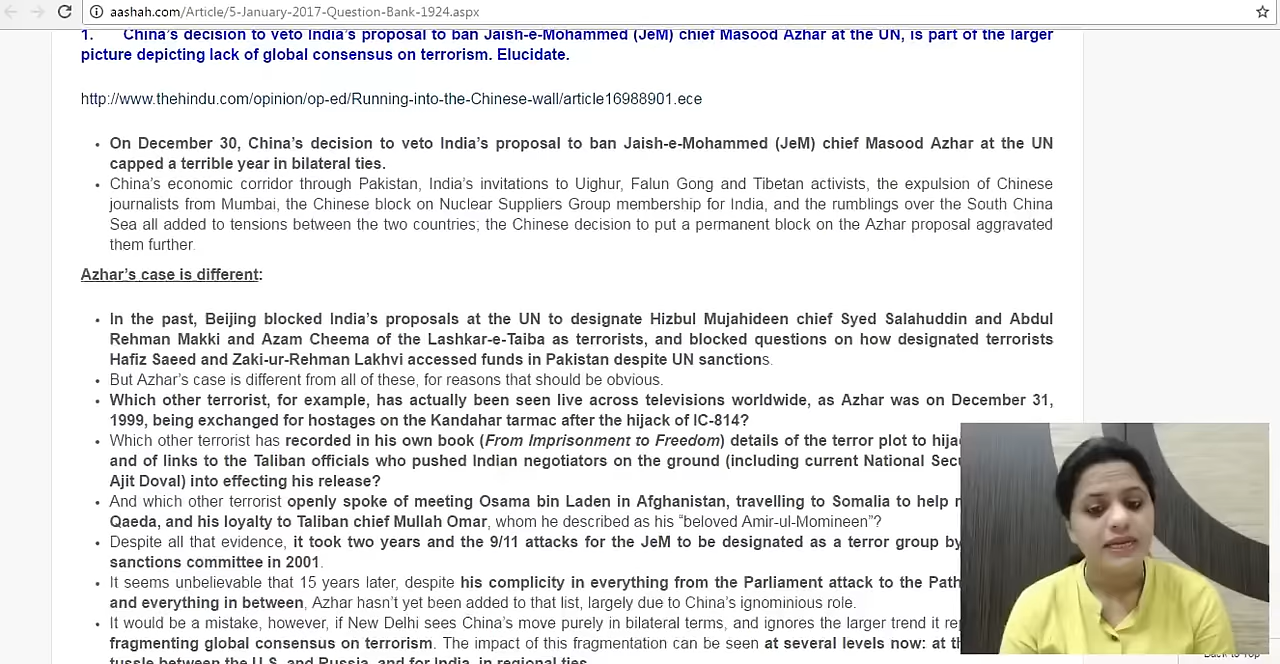 aashah.com/Article/5-January-2017-Question-Bank-1924.aspx
1. China's decision to veto India's proposal to ban Jaish-e-Mohammed (JeM) chief Masood Azhar at the UN, is part of the larger
picture depicting lack of global consensus on terrorism. Elucidate.
http://www.thehindu.com/opinion/op-ed/Running-into-the-Chinese-wall/article16988901.ece
• On December 30, China's decision to veto India's proposal to ban Jaish-e-Mohammed (JeM) chief Masood Azhar at the UN
capped a terrible year in bilateral ties.
• China's economic corridor through Pakistan, India's invitations to Uighur, Falun Gong and Tibetan activists, the expulsion of Chinese
journalists from Mumbai, the Chinese block on Nuclear Suppliers Group membership for India, and the rumblings over the South China
Sea all added to tensions between the two countries; the Chinese decision to put a permanent block on the Azhar proposal aggravated
them further.
Azhar's case is different:
• In the past, Beijing blocked India's proposals at the UN to designate Hizbul Mujahideen chief Syed Salahuddin and Abdul
Rehman Makki and Azam Cheema of the Lashkar-e-Taiba as terrorists, and blocked questions on how designated terrorists
Hafiz Saeed and Zaki-ur-Rehman Lakhvi accessed funds in Pakistan despite UN sanctions.
• But Azhar's case is different from all of these, for reasons that should be obvious.
• Which other terrorist, for example, has actually been seen live across televisions worldwide, as Azhar was on December 31,
1999, being exchanged for hostages on the Kandahar tarmac after the hijack of IC-814?
• Which other terrorist has recorded in his own book (From Imprisonment to Freedom) details of the terror plot to
and of links to the Taliban officials who pushed Indian negotiators on the ground (including current National
Ajit Doval) into effecting his release?
• And which other terrorist openly spoke of meeting Osama bin Laden in Afghanistan, travelling to Somalia to help
Qaeda, and his loyalty to Taliban chief Mullah Omar, whom he described as his “beloved Amir-ul-Momineen”?
• Despite all that evidence, it took two years and the 9/11 attacks for the JeM to be designated as a terror group by
sanctions committee in 2001.
• It seems unbelievable that 15 years later, despite his complicity in everything from the Parliament attack to the
and everything in between, Azhar hasn't yet been added to that list, largely due to China's ignominious role.
• It would be a mistake, however, if New Delhi sees China's move purely in bilateral terms, and ignores the larger trend it
fragmenting global consensus on terrorism. The impact of this fragmentation can be seen at several levels now: at
tussle between the U.S. and Russia, and for India, in regional ties.
Back to Top